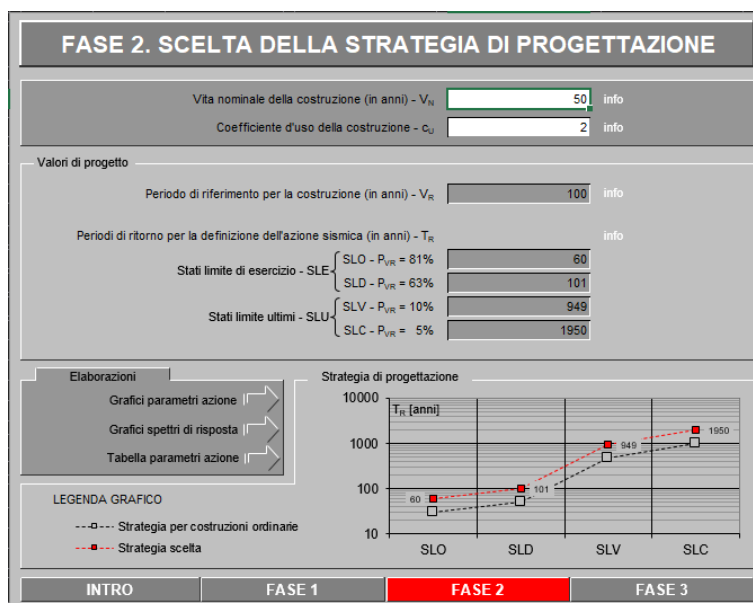 FASE 2. SCELTA DELLA STRATEGIA DI PROGETTAZIONE
Vita nominale della costruzione (in anni) - VN 50 info
Coefficiente d'uso della costruzione - cU 2 info
Valori di progetto
Periodo di riferimento per la costruzione (in anni) - VR 100 info
Periodi di ritorno per la definizione dell'azione sismica (in anni) - TR info
Stati limite di esercizio - SLE
SLO - PVR = 81% 60
SLD - PVR = 63% 101
Stati limite ultimi - SLU
SLV - PVR = 10% 949
SLC - PVR = 5% 1950
Elaborazioni
Grafici parametri azione
Grafici spettri di risposta
Tabella parametri azione
LEGENDA GRAFICO
Strategia per costruzioni ordinarie
Strategia scelta
Strategia di progettazione
TR [anni]
10000
1000
100
10
60
101
949
1950
SLO SLD SLV SLC
INTRO FASE 1 FASE 2 FASE 3